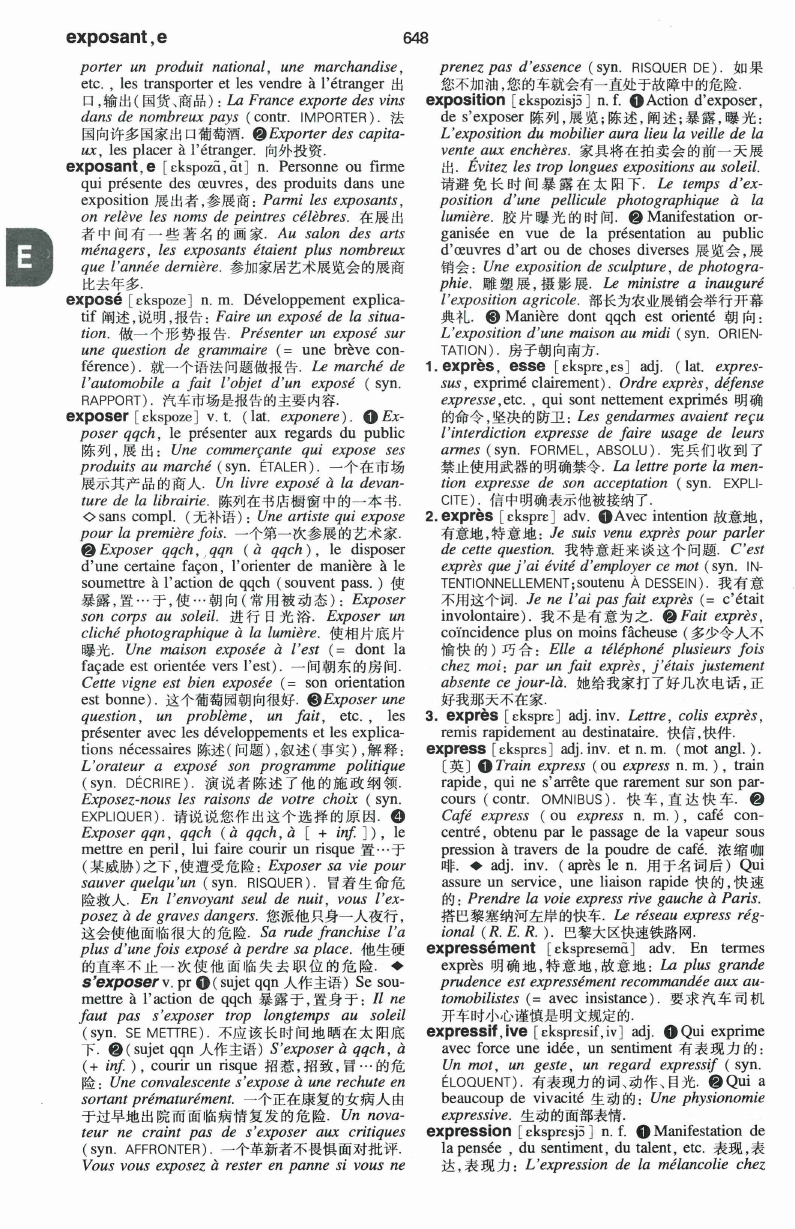 exposant,e
648
porter un produit national, une marchandise,
etc. , les transporter et les vendre à l'étranger 出
口,输出(国货、商品): La France exporte des vins
dans de nombreux pays (contr. IMPORTER). 法
国向许多国家出口葡萄酒. ❷Exporter des capita-
ux, les placer à l'étranger. 向外投资.
exposant, e [ɛkspozɑ̃, ɑ̃t] n. Personne ou firme
qui présente des œuvres, des produits dans une
exposition 展出者,参展商: Parmi les exposants,
on relève les noms de peintres célèbres. 在展出
者中间有一些著名的画家. Au salon des arts
ménagers, les exposants étaient plus nombreux
que l'année dernière. 参加家居艺术展览会的展商
比去年多.
exposé [ɛkspoze] n. m. Développement explica-
tif 阐述,说明,报告: Faire un exposé de la situa-
tion. 做一个形势报告. Présenter un exposé sur
une question de grammaire (= une brève con-
férence). 就一个语法问题做报告. Le marché de
l'automobile a fait l'objet d'un exposé ( syn.
RAPPORT). 汽车市场是报告的主要内容.
exposer [ɛkspoze] v. t. (lat. exponere). ❶ Ex-
poser qqch, le présenter aux regards du public
陈列,展出: Une commerçante qui expose ses
produits au marché (syn. ÉTALER). 一个在市场
展示其产品的商人. Un livre exposé à la devan-
ture de la librairie. 陈列在书店橱窗中的一本书.
◇sans compl. (无补语): Une artiste qui expose
pour la première fois. 一个第一次参展的艺术家.
❷ Exposer qqch, qqn ( à qqch), le disposer
d'une certaine façon, l'orienter de manière à le
soumettre à l'action de qqch (souvent pass. ) 使
暴露,置…于,使…朝向(常用被动态): Exposer
son corps au soleil. 进行日光浴. Exposer un
cliché photographique à la lumière. 使相片底片
曝光. Une maison exposée à l'est (= dont la
façade est orientée vers l'est). 一间朝东的房间.
Cette vigne est bien exposée (= son orientation
est bonne). 这个葡萄园朝向很好. ❸Exposer une
question, un problème, un fait, etc. , les
présenter avec les développements et les explica-
tions nécessaires 陈述(问题),叙述(事实),解释:
L'orateur a exposé son programme politique
(syn. DÉCRIRE). 演说者陈述了他的施政纲领.
Exposez-nous les raisons de votre choix (syn.
EXPLIQUER). 请说说您作出这个选择的原因. ❹
Exposer qqn, qqch (à qqch, à [ + inf. ]), le
mettre en peril, lui faire courir un risque 置…于
(某威胁)之下,使遭受危险: Exposer sa vie pour
sauver quelqu'un (syn. RISQUER). 冒着生命危
险救人. En l'envoyant seul de nuit, vous l'ex-
posez à de graves dangers. 您派他只身一人夜行,
这会使他面临很大的危险. Sa rude franchise l'a
plus d'une fois exposé à perdre sa place. 他生硬
的直率不止一次使他面临失去职位的危险. ◆
s'exposer v. pr ❶(sujet qqn 人作主语) Se sou-
mettre à l'action de qqch 暴露于,置身于: Il ne
faut pas s'exposer trop longtemps au soleil
(syn. SE METTRE). 不应该长时间地晒在太阳底
下. ❷(sujet qqn 人作主语) S'exposer à qqch, à
(+ inf. ), courir un risque 招惹,招致,冒…的危
险: Une convalescente s'expose à une rechute en
sortant prématurément. 一个正在康复的女病人由
于过早地出院而面临病情复发的危险. Un nova-
teur ne craint pas de s'exposer aux critiques
(syn. AFFRONTER). 一个革新者不畏惧面对批评.
Vous vous exposez à rester en panne si vous ne
prenez pas d'essence (syn. RISQUER DE). 如果
您不加油,您的车就会有一直处于故障中的危险.
exposition [ɛkspozisjɔ̃] n. f. ❶Action d'exposer,
de s'exposer 陈列,展览;陈述,阐述;暴露,曝光:
L'exposition du mobilier aura lieu la veille de la
vente aux enchères. 家具将在拍卖会的前一天展
出. Évitez les trop longues expositions au soleil.
请避免长时间暴露在太阳下. Le temps d'ex-
position d'une pellicule photographique à la
lumière. 胶片曝光的时间. ❷ Manifestation or-
ganisée en vue de la présentation au public
d'œuvres d'art ou de choses diverses 展览会,展
销会: Une exposition de sculpture, de photogra-
phie. 雕塑展,摄影展. Le ministre a inauguré
l'exposition agricole. 部长为农业展销会举行开幕
典礼. ❸ Manière dont qqch est orienté 朝向:
L'exposition d'une maison au midi (syn. ORIEN-
TATION). 房子朝向南方.
1. exprès, esse [ɛksprɛ, ɛs] adj. ( lat. expres-
sus, exprimé clairement). Ordre exprès, défense
expresse, etc. , qui sont nettement exprimés 明确
的命令,坚决的防卫: Les gendarmes avaient reçu
l'interdiction expresse de faire usage de leurs
armes (syn. FORMEL, ABSOLU). 宪兵们收到了
禁止使用武器的明确禁令. La lettre porte la men-
tion expresse de son acceptation ( syn. EXPLI-
CITE). 信中明确表示他被接纳了.
2. exprès [ɛksprɛ] adv. ❶Avec intention 故意地,
有意地,特意地: Je suis venu exprès pour parler
de cette question. 我特意赶来谈这个问题. C'est
exprès que j'ai évité d'employer ce mot (syn. IN-
TENTIONNELLEMENT;soutenu À DESSEIN). 我有意
不用这个词. Je ne l'ai pas fait exprès (= c'était
involontaire). 我不是有意为之. ❷ Fait exprès,
coïncidence plus on moins fâcheuse (多少令人不
愉快的)巧合: Elle a téléphoné plusieurs fois
chez moi; par un fait exprès, j'étais justement
absente ce jour-là. 她给我家打了好几次电话,正
好我那天不在家.
3. exprès [ɛksprɛ] adj. inv. Lettre, colis exprès,
remis rapidement au destinataire. 快信,快件.
express [ɛksprɛs] adj. inv. et n. m. (mot angl. ).
[英] ❶ Train express (ou express n. m. ), train
rapide, qui ne s'arrête que rarement sur son par-
cours (contr. OMNIBUS). 快车,直达快车. ❷
Café express ( ou express n. m. ), café con-
centré, obtenu par le passage de la vapeur sous
pression à travers de la poudre de café. 浓缩咖
啡. ◆ adj. inv. (après le n. 用于名词后) Qui
assure un service, une liaison rapide 快的,快速
的: Prendre la voie express rive gauche à Paris.
搭巴黎塞纳河左岸的快车. Le réseau express rég-
ional (R. E. R. ). 巴黎大区快速铁路网.
expressément [ɛksprɛsemɑ̃] adv. En termes
exprès 明确地,特意地,故意地: La plus grande
prudence est expressément recommandée aux au-
tomobilistes (= avec insistance). 要求汽车司机
开车时小心谨慎是明文规定的.
expressif, ive [ɛksprɛsif, iv] adj. ❶ Qui exprime
avec force une idée, un sentiment 有表现力的:
Un mot, un geste, un regard expressif ( syn.
ÉLOQUENT). 有表现力的词、动作、目光. ❷Qui a
beaucoup de vivacité 生动的: Une physionomie
expressive. 生动的面部表情.
expression [ɛksprɛsjɔ̃] n. f. ❶Manifestation de
la pensée , du sentiment, du talent, etc. 表现,表
达,表现力: L'expression de la mélancolie chez
E